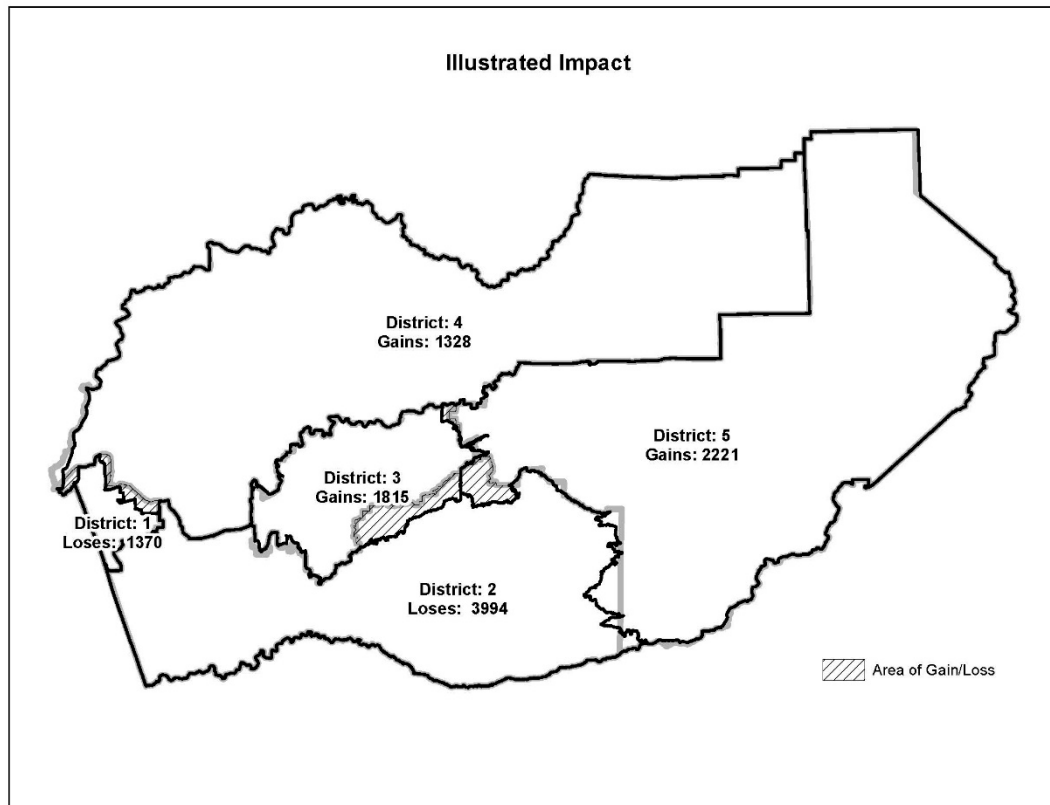 Illustrated Impact
District: 4
Gains: 1328
District: 5
Gains: 2221
District: 3
Gains: 1815
District: 1
Loses: 1370
District: 2
Loses: 3994
Area of Gain/Loss